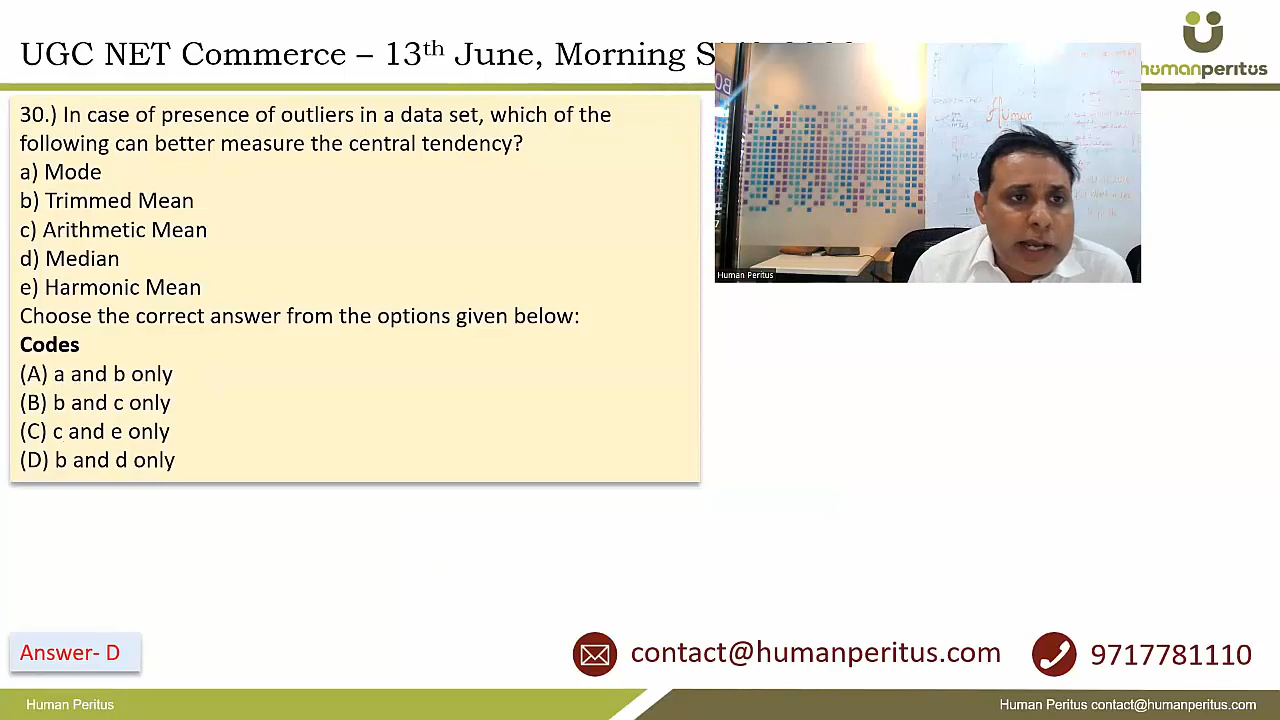 UGC NET Commerce – 13th June, Morning
humanperitus
30.) In case of presence of outliers in a data set, which of the
following can better measure the central tendency?
a) Mode
b) Trimmed Mean
c) Arithmetic Mean
d) Median
e) Harmonic Mean
Choose the correct answer from the options given below:
Codes
(A) a and b only
(B) b and c only
(C) c and e only
(D) b and d only
Human Peritus
Answer- D
contact@humanperitus.com
9717781110
Human Peritus
Human Peritus contact@humanperitus.com